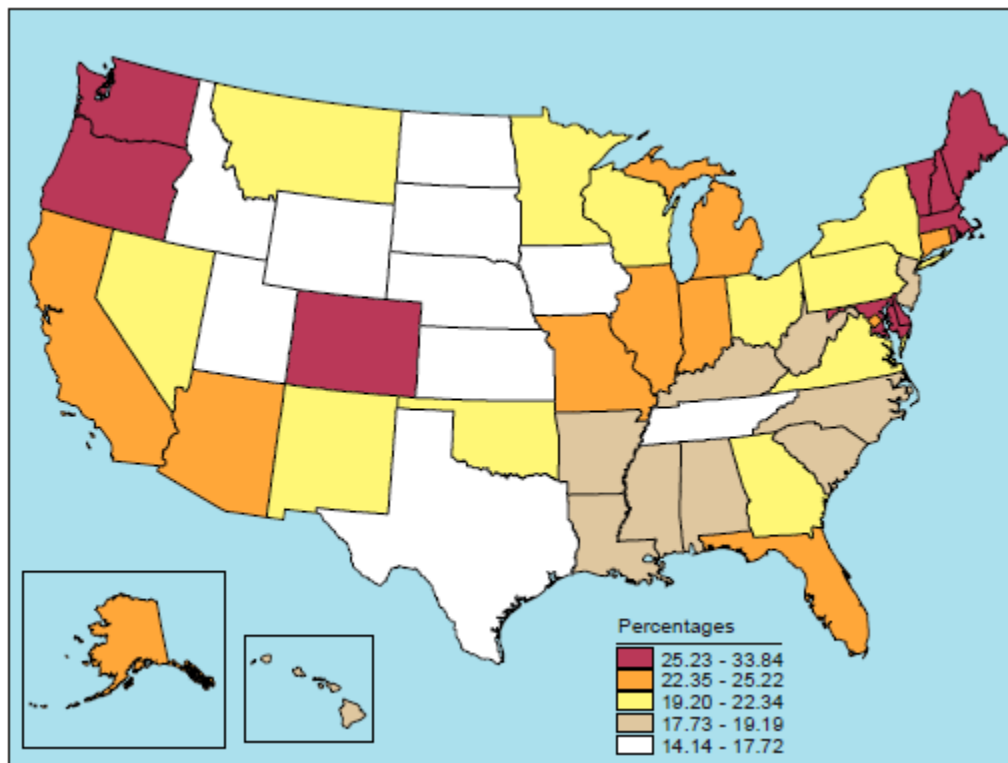 Percentages
25.23 - 33.84
22.35 - 25.22
19.20 - 22.34
17.73 - 19.19
14.14 - 17.72